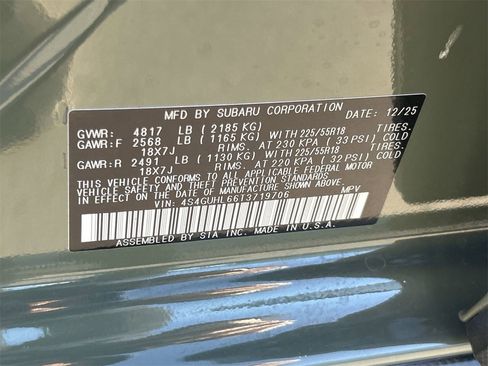 MFD BY SUBARU CORPORATION DATE: 12/25
GVWR: 4817 LB ( 2185 KG)
GAWR:F 2568 LB ( 1165 KG) WITH 225/55R18 TIRES.
18X7J RIMS, AT 230 KPA ( 33 PSI) COLD
GAWR:R 2491 LB ( 1130 KG) WITH 225/55R18 TIRES.
18X7J RIMS, AT 220 KPA ( 32 PSI) COLD
THIS VEHICLE CONFORMS TO ALL APPLICABLE FEDERAL MOTOR
VEHICLE SAFETY AND THEFT PREVENTION STANDARDS IN EFFECT
ON THE DATE OF MANUFACTURE SHOWN ABOVE.
VIN: 4S4GUHL66T3719706 MPV
ASSEMBLED BY SIA INC. MADE IN U.S.A.